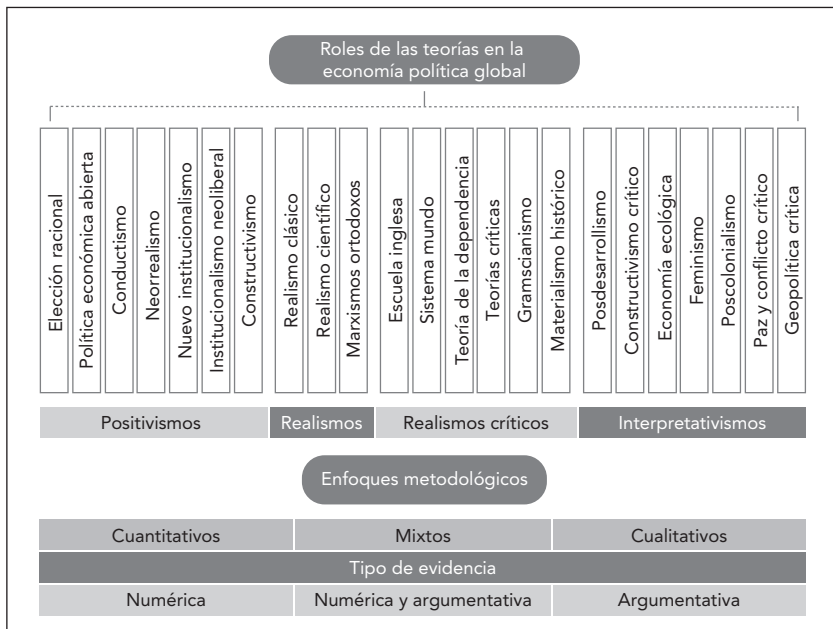 Roles de las teorías en la
economía política global
Elección racional
Política económica abierta
Conductismo
Neorrealismo
Nuevo institucionalismo
Institucionalismo neoliberal
Constructivismo
Realismo clásico
Realismo científico
Marxismos ortodoxos
Escuela inglesa
Sistema mundo
Teoría de la dependencia
Teorías críticas
Gramscianismo
Materialismo histórico
Posdesarrollismo
Constructivismo crítico
Economía ecológica
Feminismo
Poscolonialismo
Paz y conflicto crítico
Geopolítica crítica
Positivismos
Realismos
Realismos críticos
Interpretativismos
Enfoques metodológicos
Cuantitativos
Mixtos
Cualitativos
Tipo de evidencia
Numérica
Numérica y argumentativa
Argumentativa